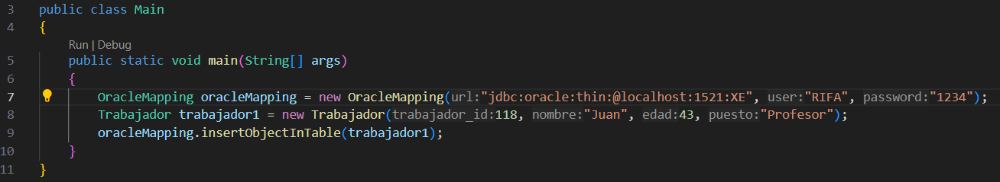 3 public class Main
4 {
Run | Debug
5 public static void main(String[] args)
6 {
7 OracleMapping oracleMapping = new OracleMapping(url:"jdbc:oracle:thin:@localhost:1521:XE", user:"RIFA", password:"1234");
8 Trabajador trabajador1 = new Trabajador(trabajador_id:118, nombre:"Juan", edad:43, puesto:"Profesor");
9 oracleMapping.insertObjectInTable(trabajador1);
10 }
11 }